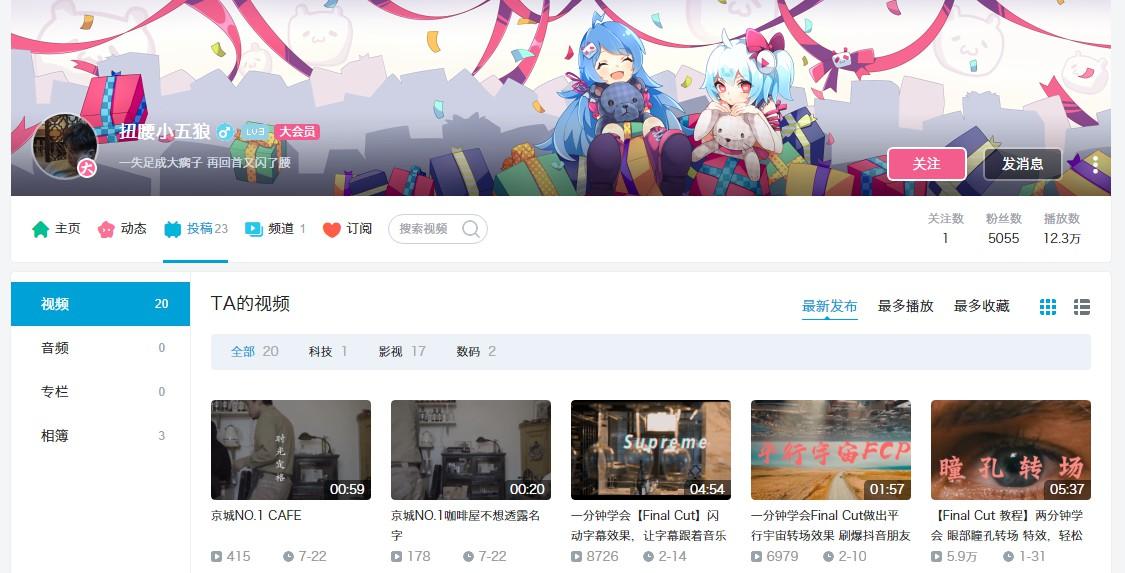 扭腰小五狼 LV3 大会员
大
一失足成大病子 再回首又闪了腰
关注 发消息
主页 动态 投稿 23 频道 1 订阅 搜索视频
关注数 粉丝数 播放数
1 5055 12.3万
视频 20
音频 0
专栏 0
相簿 3
TA的视频
最新发布 最多播放 最多收藏
全部 20 科技 1 影视 17 数码 2
时光定格
00:59
00:20
Supreme
04:54
平行宇宙FCP
01:57
瞳孔转场
05:37
京城NO.1 CAFE
415 7-22
京城NO.1咖啡屋不想透露名
字
178 7-22
一分钟学会【Final Cut】闪
动字幕效果，让字幕跟着音乐
8726 2-14
一分钟学会Final Cut做出平
行宇宙转场效果 刷爆抖音朋友
6979 2-10
【Final Cut 教程】两分钟学
会 眼部瞳孔转场 特效，轻松
5.9万 1-31